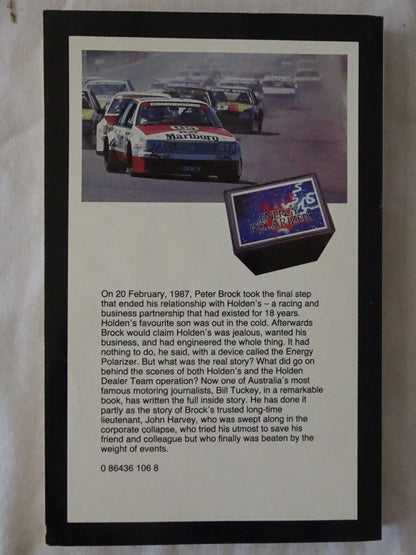 COMMODORE
05
Marlboro
ENERGY
POLARIZER
On 20 February, 1987, Peter Brock took the final step
that ended his relationship with Holden's – a racing and
business partnership that had existed for 18 years.
Holden's favourite son was out in the cold. Afterwards
Brock would claim Holden's was jealous, wanted his
business, and had engineered the whole thing. It had
nothing to do, he said, with a device called the Energy
Polarizer. But what was the real story? What did go on
behind the scenes of both Holden's and the Holden
Dealer Team operation? Now one of Australia's most
famous motoring journalists, Bill Tuckey, in a remarkable
book, has written the full inside story. He has done it
partly as the story of Brock's trusted long-time
lieutenant, John Harvey, who was swept along in the
corporate collapse, who tried his utmost to save his
friend and colleague but who finally was beaten by the
weight of events.
0 86436 106 8